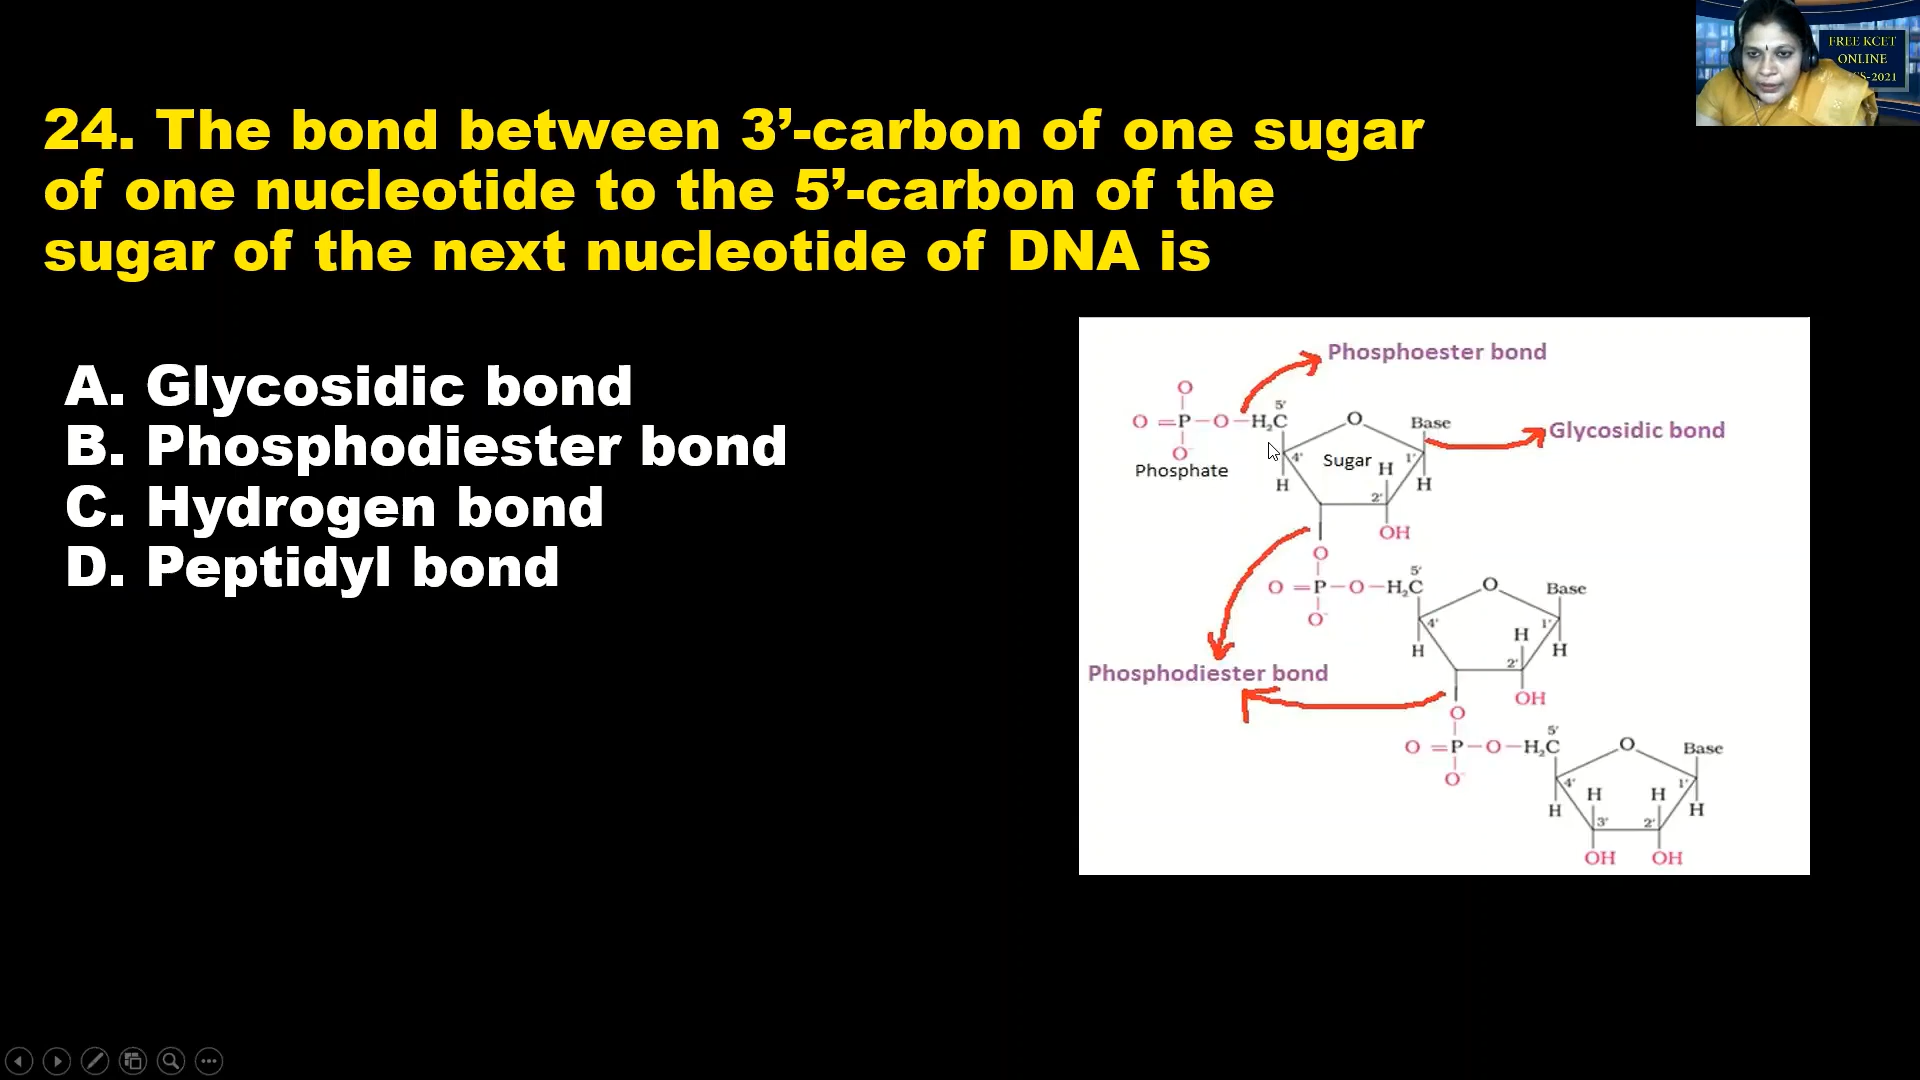 FREE KCET
ONLINE
SS-2021
24. The bond between 3’-carbon of one sugar
of one nucleotide to the 5’-carbon of the
sugar of the next nucleotide of DNA is
A. Glycosidic bond
B. Phosphodiester bond
C. Hydrogen bond
D. Peptidyl bond
Phosphoester bond
O
5'
O =P-O-H₂C O Base
Glycosidic bond
O⁻ 4' Sugar H 1'
Phosphate
H 2' H
OH
O
5'
O =P-O-H₂C O Base
O⁻ 4' H 1'
H 2' H
Phosphodiester bond
OH
O
5'
O =P-O-H₂C O Base
O⁻ 4' H H 1'
H 3' 2' H
OH OH